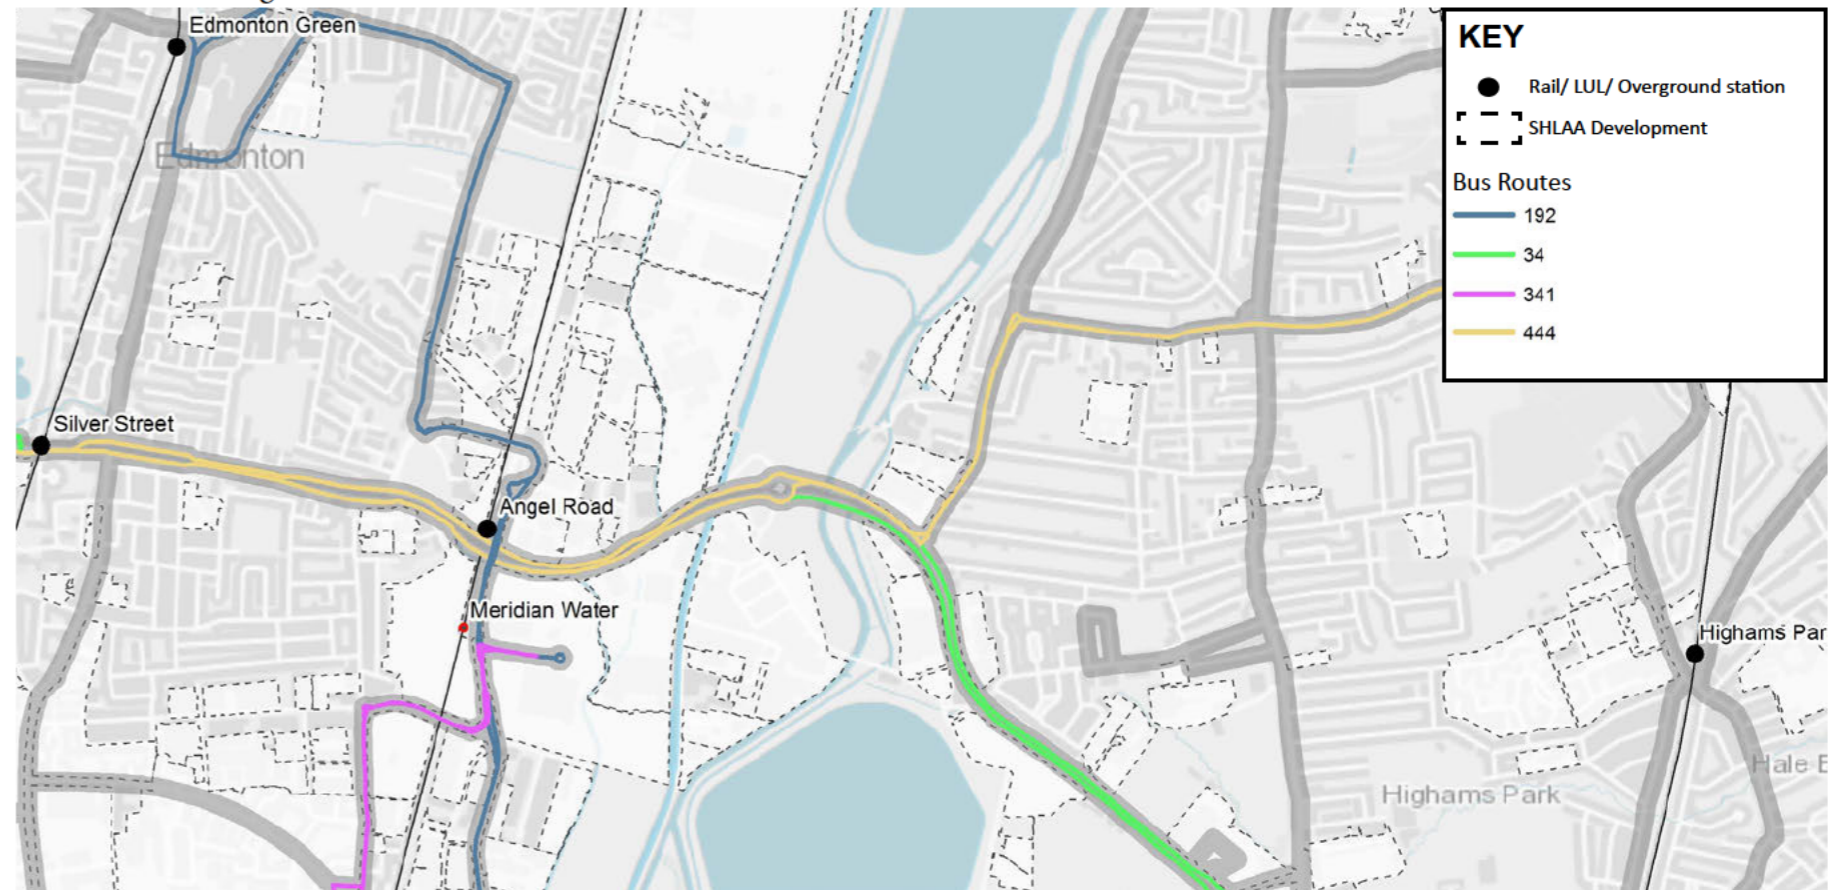 Edmonton Green
Edmonton
Silver Street
Angel Road
Meridian Water
Highams Par
Hale E
Highams Park
KEY
Rail/ LUL/ Overground station
SHLAA Development
Bus Routes
192
34
341
444